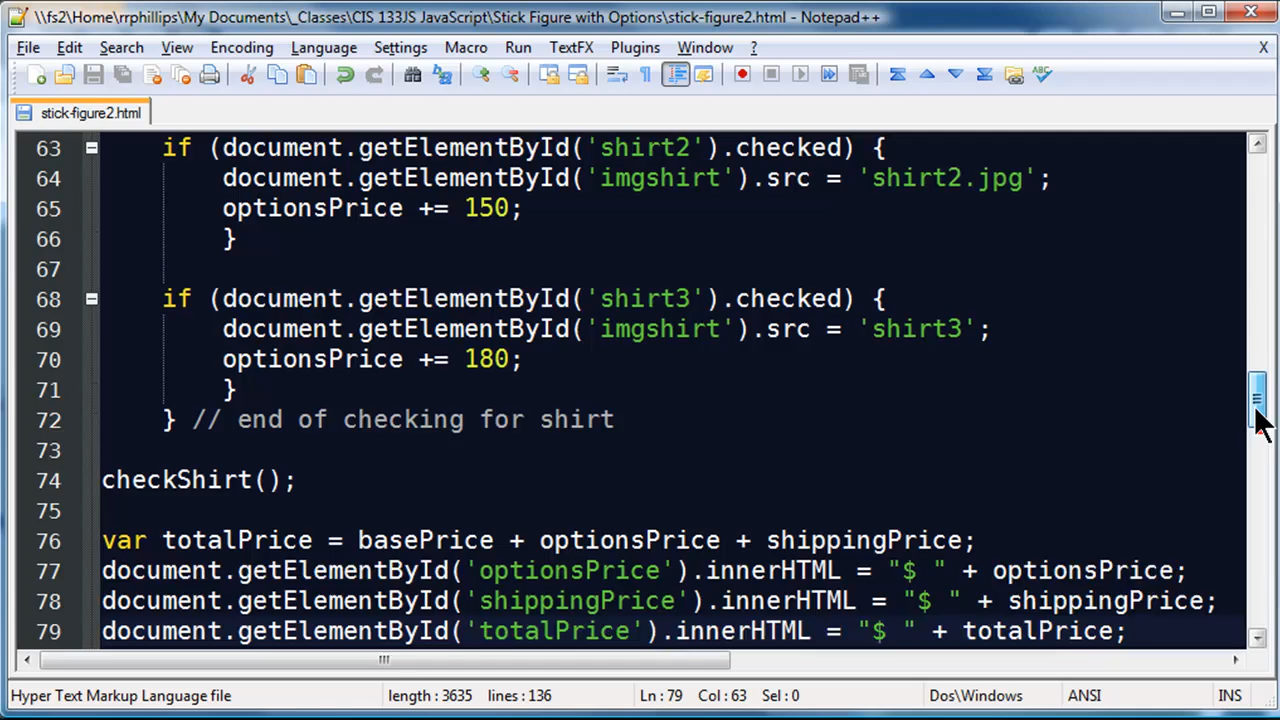 \\fs2\Home\rrphillips\My Documents\_Classes\CIS 133JS JavaScript\Stick Figure with Options\stick-figure2.html - Notepad++
File Edit Search View Encoding Language Settings Macro Run TextFX Plugins Window ? X
stick-figure2.html
63 if (document.getElementById('shirt2').checked) {
64 document.getElementById('imgshirt').src = 'shirt2.jpg';
65 optionsPrice += 150;
66 }
67
68 if (document.getElementById('shirt3').checked) {
69 document.getElementById('imgshirt').src = 'shirt3';
70 optionsPrice += 180;
71 }
72 } // end of checking for shirt
73
74 checkShirt();
75
76 var totalPrice = basePrice + optionsPrice + shippingPrice;
77 document.getElementById('optionsPrice').innerHTML = "$ " + optionsPrice;
78 document.getElementById('shippingPrice').innerHTML = "$ " + shippingPrice;
79 document.getElementById('totalPrice').innerHTML = "$ " + totalPrice;
Hyper Text Markup Language file length : 3635 lines : 136 Ln : 79 Col : 63 Sel : 0 Dos\Windows ANSI INS